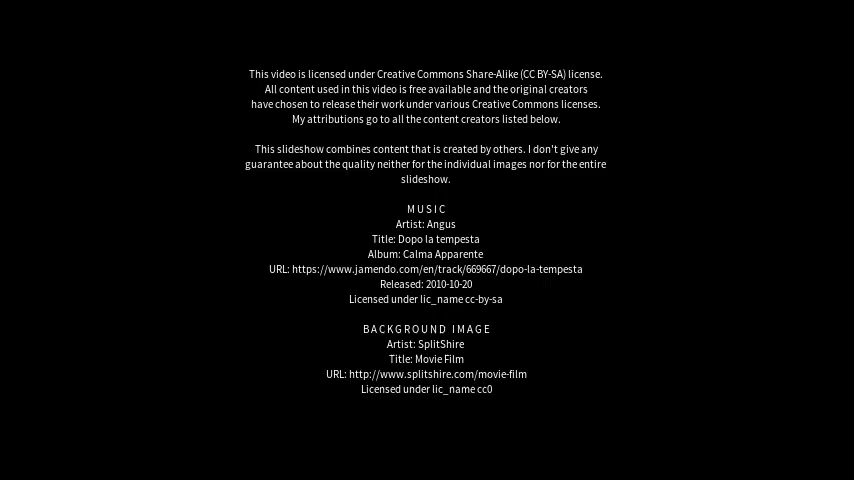 This video is licensed under Creative Commons Share-Alike (CC BY-SA) license.
All content used in this video is free available and the original creators
have chosen to release their work under various Creative Commons licenses.
My attributions go to all the content creators listed below.
This slideshow combines content that is created by others. I don't give any
guarantee about the quality neither for the individual images nor for the entire
slideshow.
MUSIC
Artist: Angus
Title: Dopo la tempesta
Album: Calma Apparente
URL: https://www.jamendo.com/en/track/669667/dopo-la-tempesta
Released: 2010-10-20
Licensed under lic_name cc-by-sa
BACKGROUND IMAGE
Artist: SplitShire
Title: Movie Film
URL: http://www.splitshire.com/movie-film
Licensed under lic_name cc0